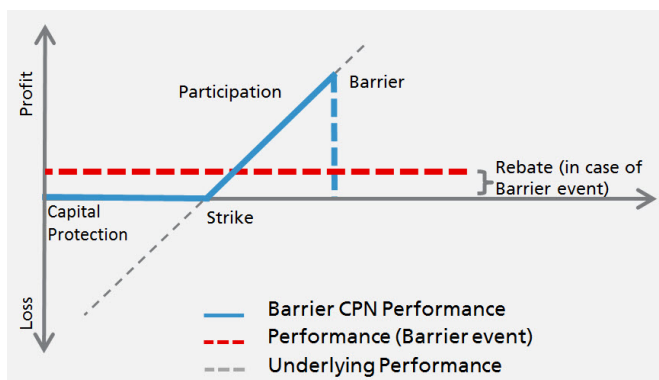 Profit
Participation
Barrier
Rebate (in case of
Barrier event)
Capital
Protection
Strike
Loss
Barrier CPN Performance
Performance (Barrier event)
Underlying Performance